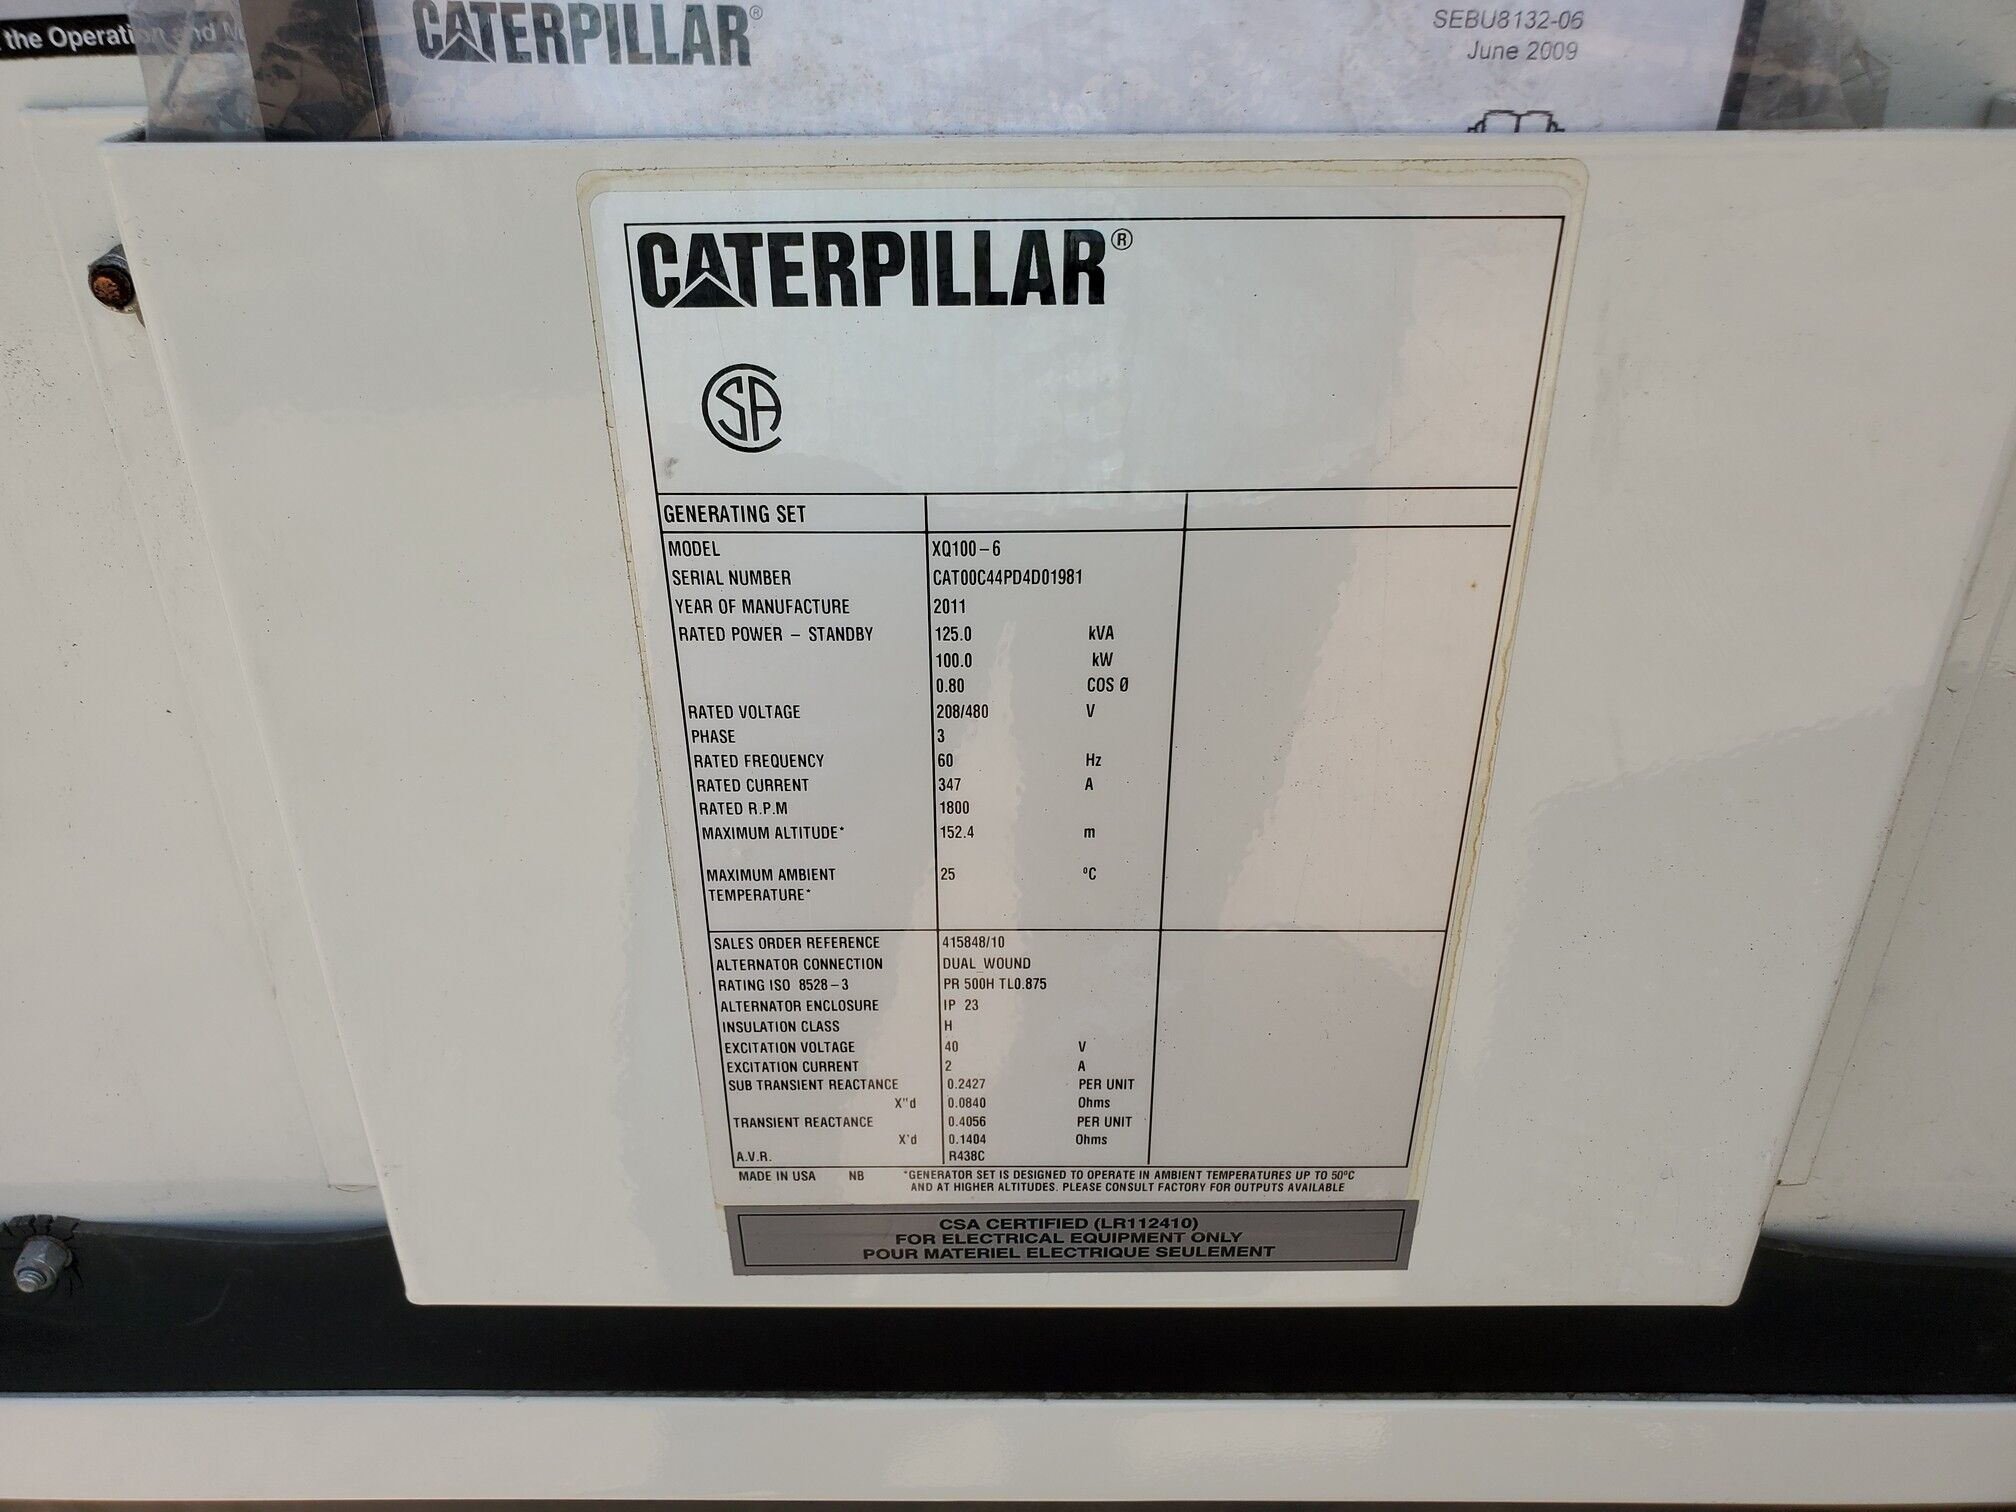 the Operation and M
CATERPILLAR®
SEBU8132-06
June 2009
CATERPILLAR®
CSA
GENERATING SET
MODEL XQ100-6
SERIAL NUMBER CAT00C44PD4D01981
YEAR OF MANUFACTURE 2011
RATED POWER - STANDBY 125.0 kVA
100.0 kW
0.80 COS Ø
RATED VOLTAGE 208/480 V
PHASE 3
RATED FREQUENCY 60 Hz
RATED CURRENT 347 A
RATED R.P.M 1800
MAXIMUM ALTITUDE* 152.4 m
MAXIMUM AMBIENT 25 ºC
TEMPERATURE*
SALES ORDER REFERENCE 415848/10
ALTERNATOR CONNECTION DUAL_WOUND
RATING ISO 8528-3 PR 500H TL0.875
ALTERNATOR ENCLOSURE IP 23
INSULATION CLASS H
EXCITATION VOLTAGE 40 V
EXCITATION CURRENT 2 A
SUB TRANSIENT REACTANCE 0.2427 PER UNIT
X"d 0.0840 Ohms
TRANSIENT REACTANCE 0.4056 PER UNIT
X'd 0.1404 Ohms
A.V.R. R438C
MADE IN USA NB *GENERATOR SET IS DESIGNED TO OPERATE IN AMBIENT TEMPERATURES UP TO 50ºC
AND AT HIGHER ALTITUDES. PLEASE CONSULT FACTORY FOR OUTPUTS AVAILABLE
CSA CERTIFIED (LR112410)
FOR ELECTRICAL EQUIPMENT ONLY
POUR MATERIEL ELECTRIQUE SEULEMENT